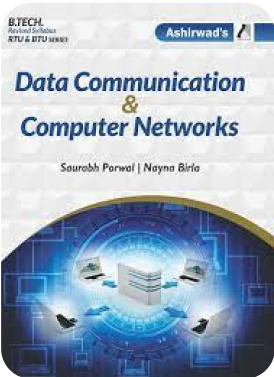 B.TECH.
Revised Syllabus
RTU & BTU SERIES
Ashirwad's
Data Communication
&
Computer Networks
Saurabh Porwal | Nayna Birla